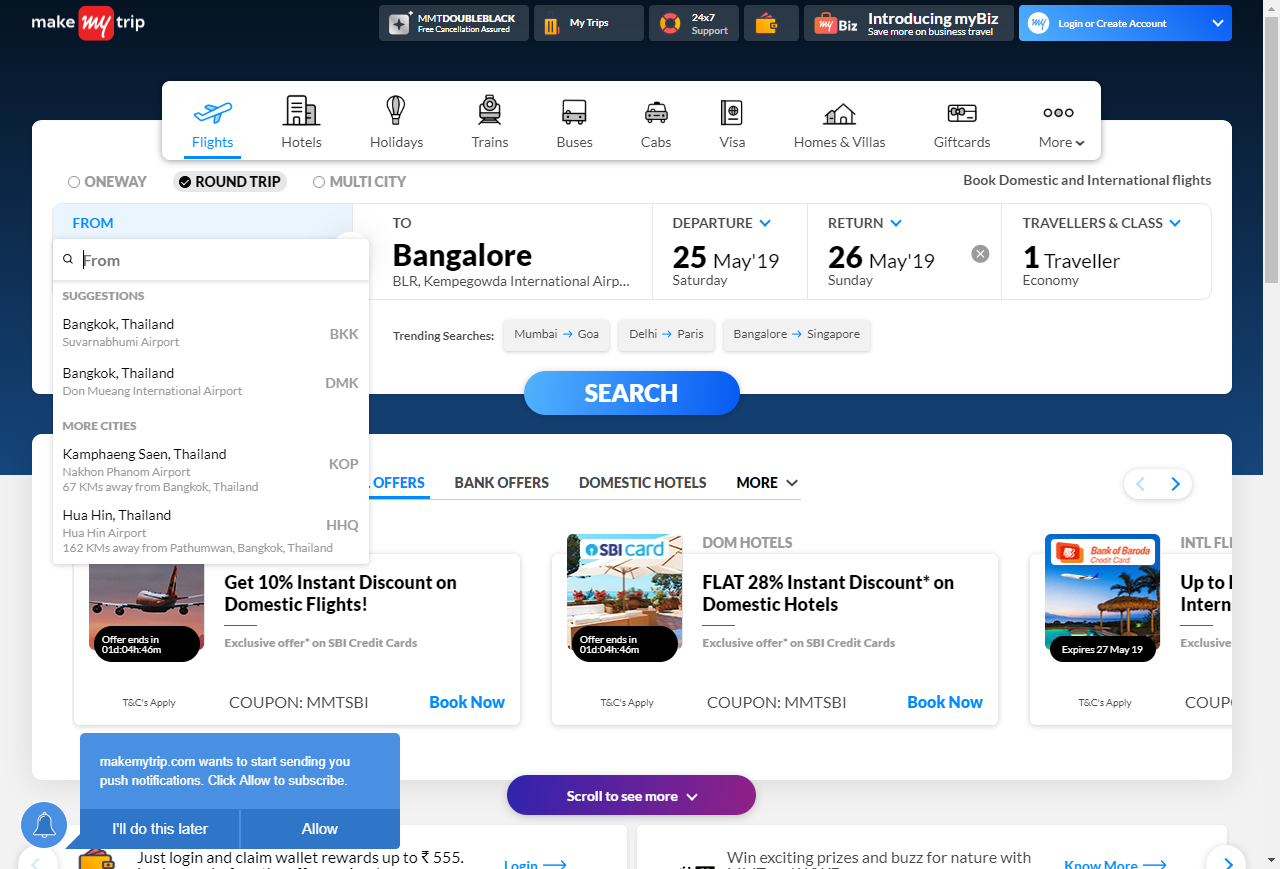 make my trip
MMTDOUBLEBLACK
Free Cancellation Assured
My Trips
24x7
Support
my Biz
Introducing myBiz
Save more on business travel
my
Login or Create Account
Flights
Hotels
Holidays
Trains
Buses
Cabs
Visa
Homes & Villas
Giftcards
More
ONEWAY
ROUND TRIP
MULTI CITY
Book Domestic and International flights
FROM
From
TO
Bangalore
BLR, Kempegowda International Airp...
DEPARTURE
25 May'19
Saturday
RETURN
26 May'19
Sunday
TRAVELLERS & CLASS
1 Traveller
Economy
SUGGESTIONS
Bangkok, Thailand
BKK
Suvarnabhumi Airport
Bangkok, Thailand
DMK
Don Mueang International Airport
MORE CITIES
Kamphaeng Saen, Thailand
KOP
Nakhon Phanom Airport
67 KMs away from Bangkok, Thailand
Hua Hin, Thailand
HHQ
Hua Hin Airport
162 KMs away from Pathumwan, Bangkok, Thailand
Trending Searches:
Mumbai → Goa
Delhi → Paris
Bangalore → Singapore
SEARCH
OFFERS
BANK OFFERS
DOMESTIC HOTELS
MORE
Get 10% Instant Discount on
Domestic Flights!
Exclusive offer* on SBI Credit Cards
Offer ends in
01d:04h:46m
T&C's Apply
COUPON: MMTSBI
Book Now
SBI card
DOM HOTELS
FLAT 28% Instant Discount* on
Domestic Hotels
Exclusive offer* on SBI Credit Cards
Offer ends in
01d:04h:46m
T&C's Apply
COUPON: MMTSBI
Book Now
Bank of Baroda
Credit Card
INTL FLI
Up to
Intern
Exclusive
Expires 27 May 19
T&C's Apply
COUP
makemytrip.com wants to start sending you
push notifications. Click Allow to subscribe.
I'll do this later
Allow
Scroll to see more
Just login and claim wallet rewards up to ₹ 555.
Login
Win exciting prizes and buzz for nature with
Know More